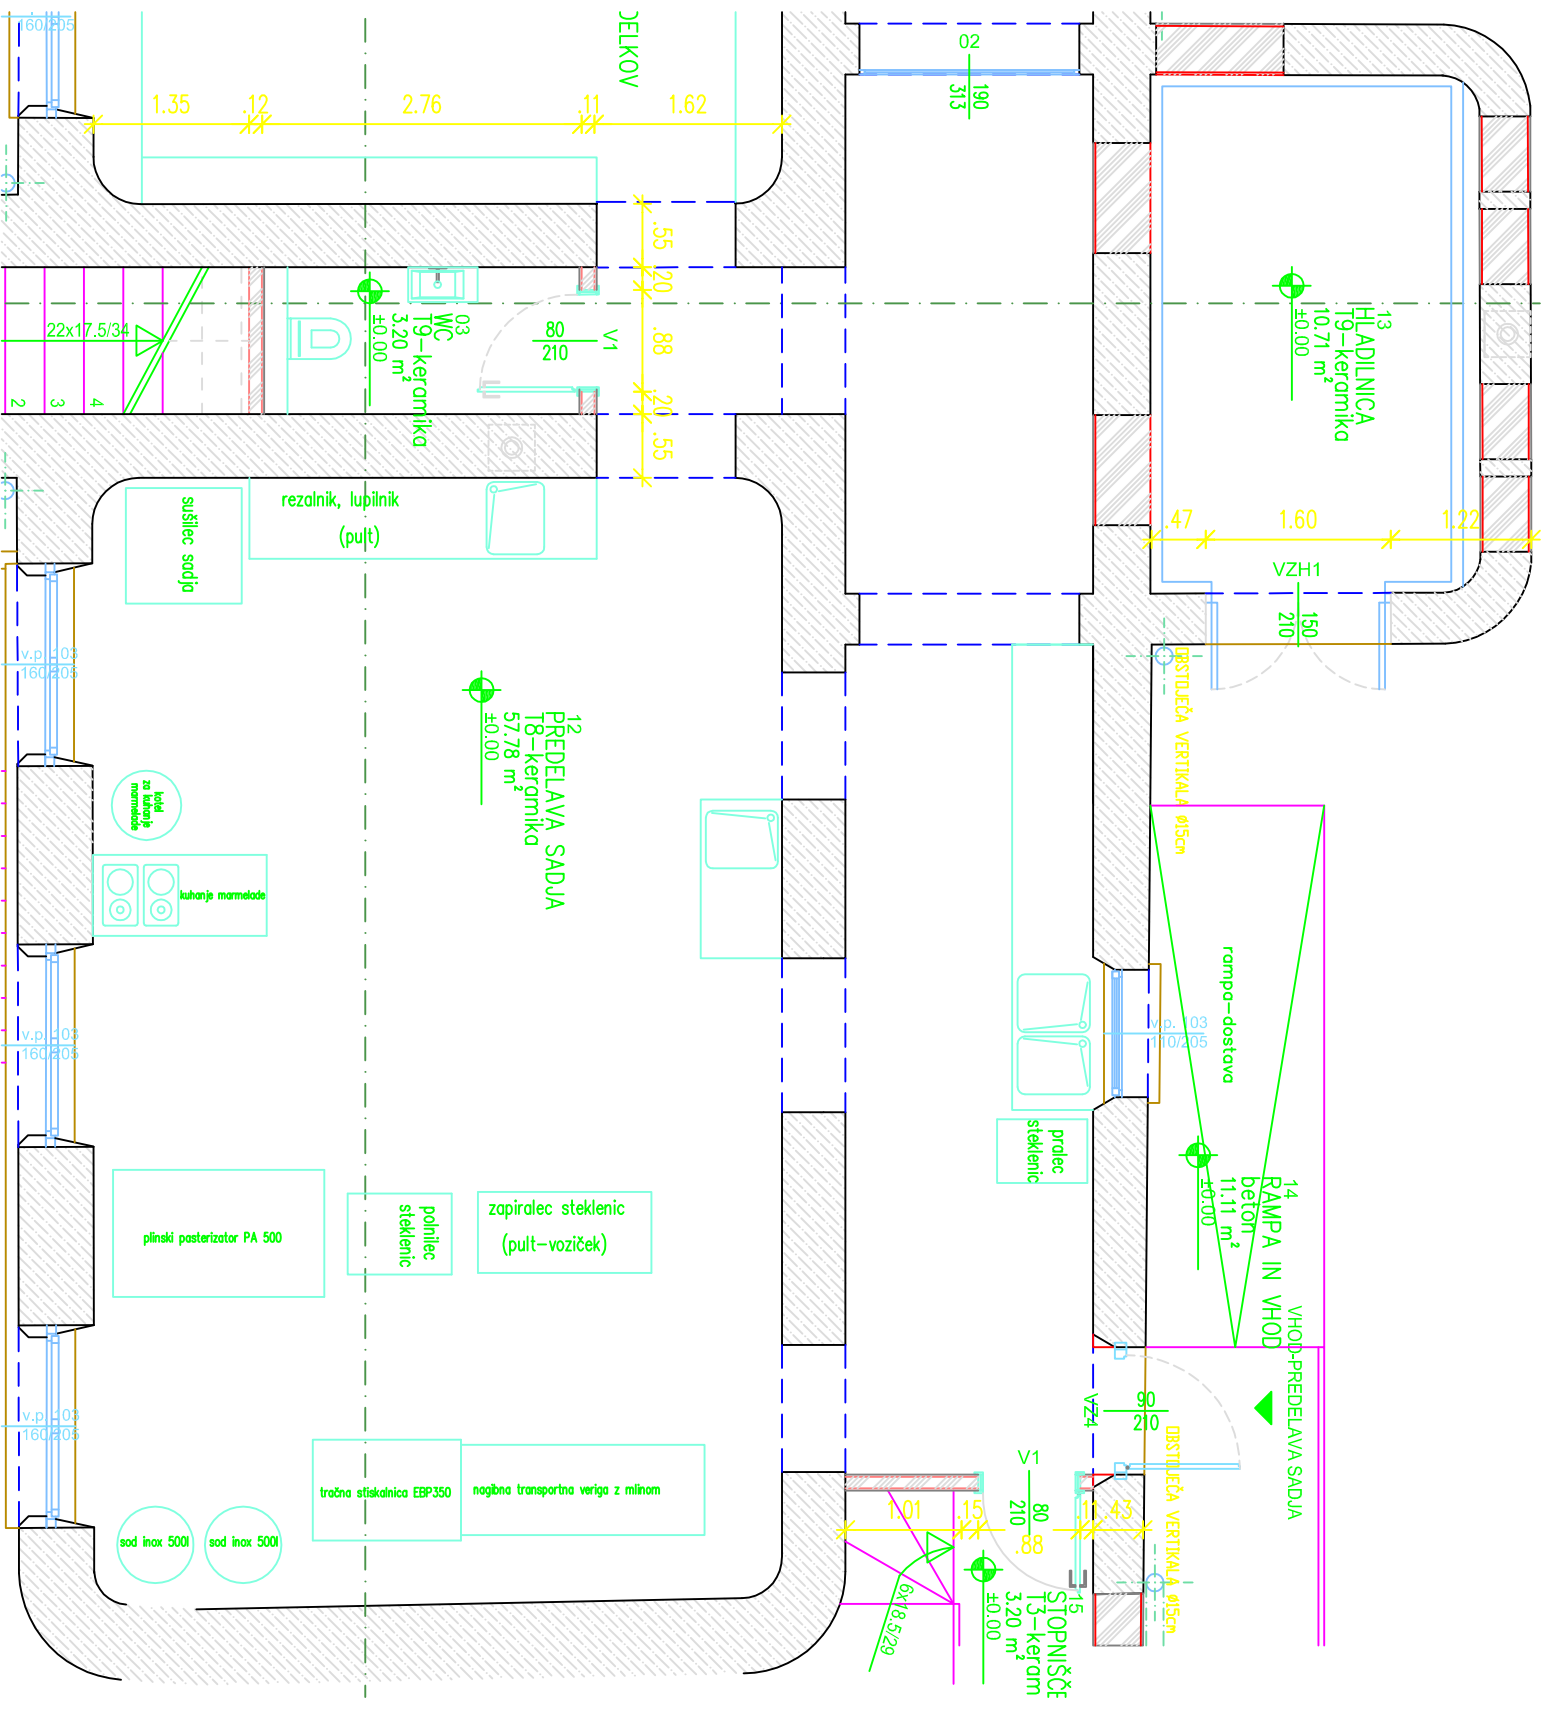 160/205
DELKOV
02
190
313
1.35
.12
2.76
.11
1.62
.55
.20
.88
.20
.55
22x17.5/34
2
3
4
03
WC
T9-keramika
3.20 m²
±0.00
80
210
V1
13
HLADILNICA
T9-keramika
10.71 m²
±0.00
.47
1.60
1.22
VZH1
150
210
sušilec sadja
rezalnik, lupilnik
(pult)
v.p. 103
160/205
OBSTOJEČA VERTIKALA ø15cm
12
PREDELAVA SADJA
T8-keramika
57.78 m²
±0.00
kotel
za kuhanje
marmelade
kuhanje marmelade
v.p. 103
160/205
v.p. 103
110/205
rampa-dostava
pralec
steklenic
14
RAMPA IN VHOD
beton
11.11 m²
±0.00
plinski pasterizator PA 500
polnilec
steklenic
zapiralec steklenic
(pult-voziček)
VHOD-PREDELAVA SADJA
90
210
VZ4
v.p. 103
160/205
OBSTOJEČA VERTIKALA ø15cm
tračna stiskalnica EBP350
nagibna transportna veriga z mlinom
V1
80
210
1.01
.15
.88
.11
.43
sod inox 500l
sod inox 500l
6x18.5/29
15
STOPNIŠČE
T3-keram
3.20 m²
±0.00